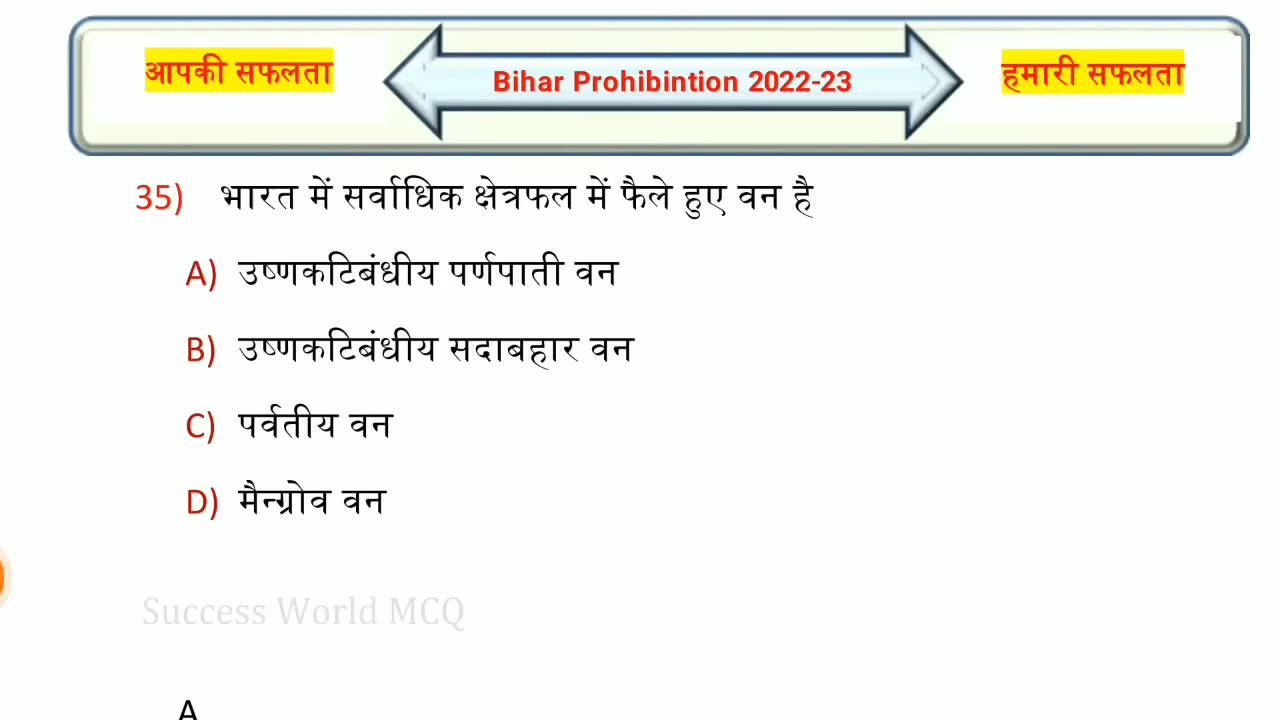 आपकी सफलता
Bihar Prohibintion 2022-23
हमारी सफलता
35) भारत में सर्वाधिक क्षेत्रफल में फैले हुए वन है
A) उष्णकटिबंधीय पर्णपाती वन
B) उष्णकटिबंधीय सदाबहार वन
C) पर्वतीय वन
D) मैन्ग्रोव वन
Success World MCQ
A